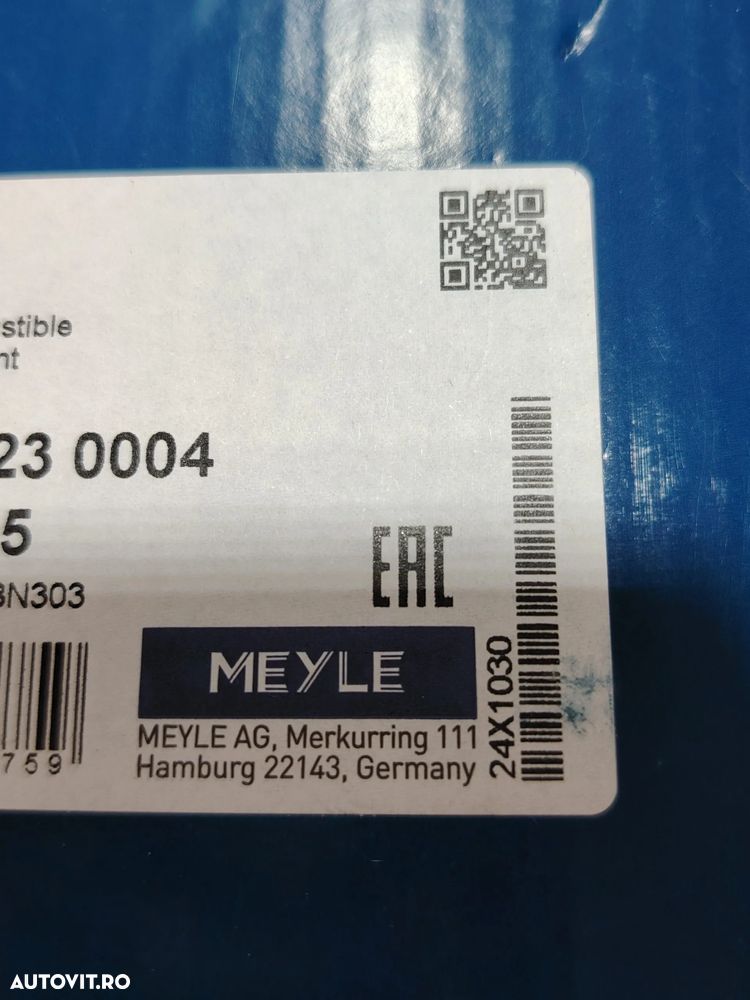 stible
nt
23 0004
5
3N303
EAC
MEYLE
759
MEYLE AG, Merkurring 111
Hamburg 22143, Germany
24X1030
AUTOVIT.RO